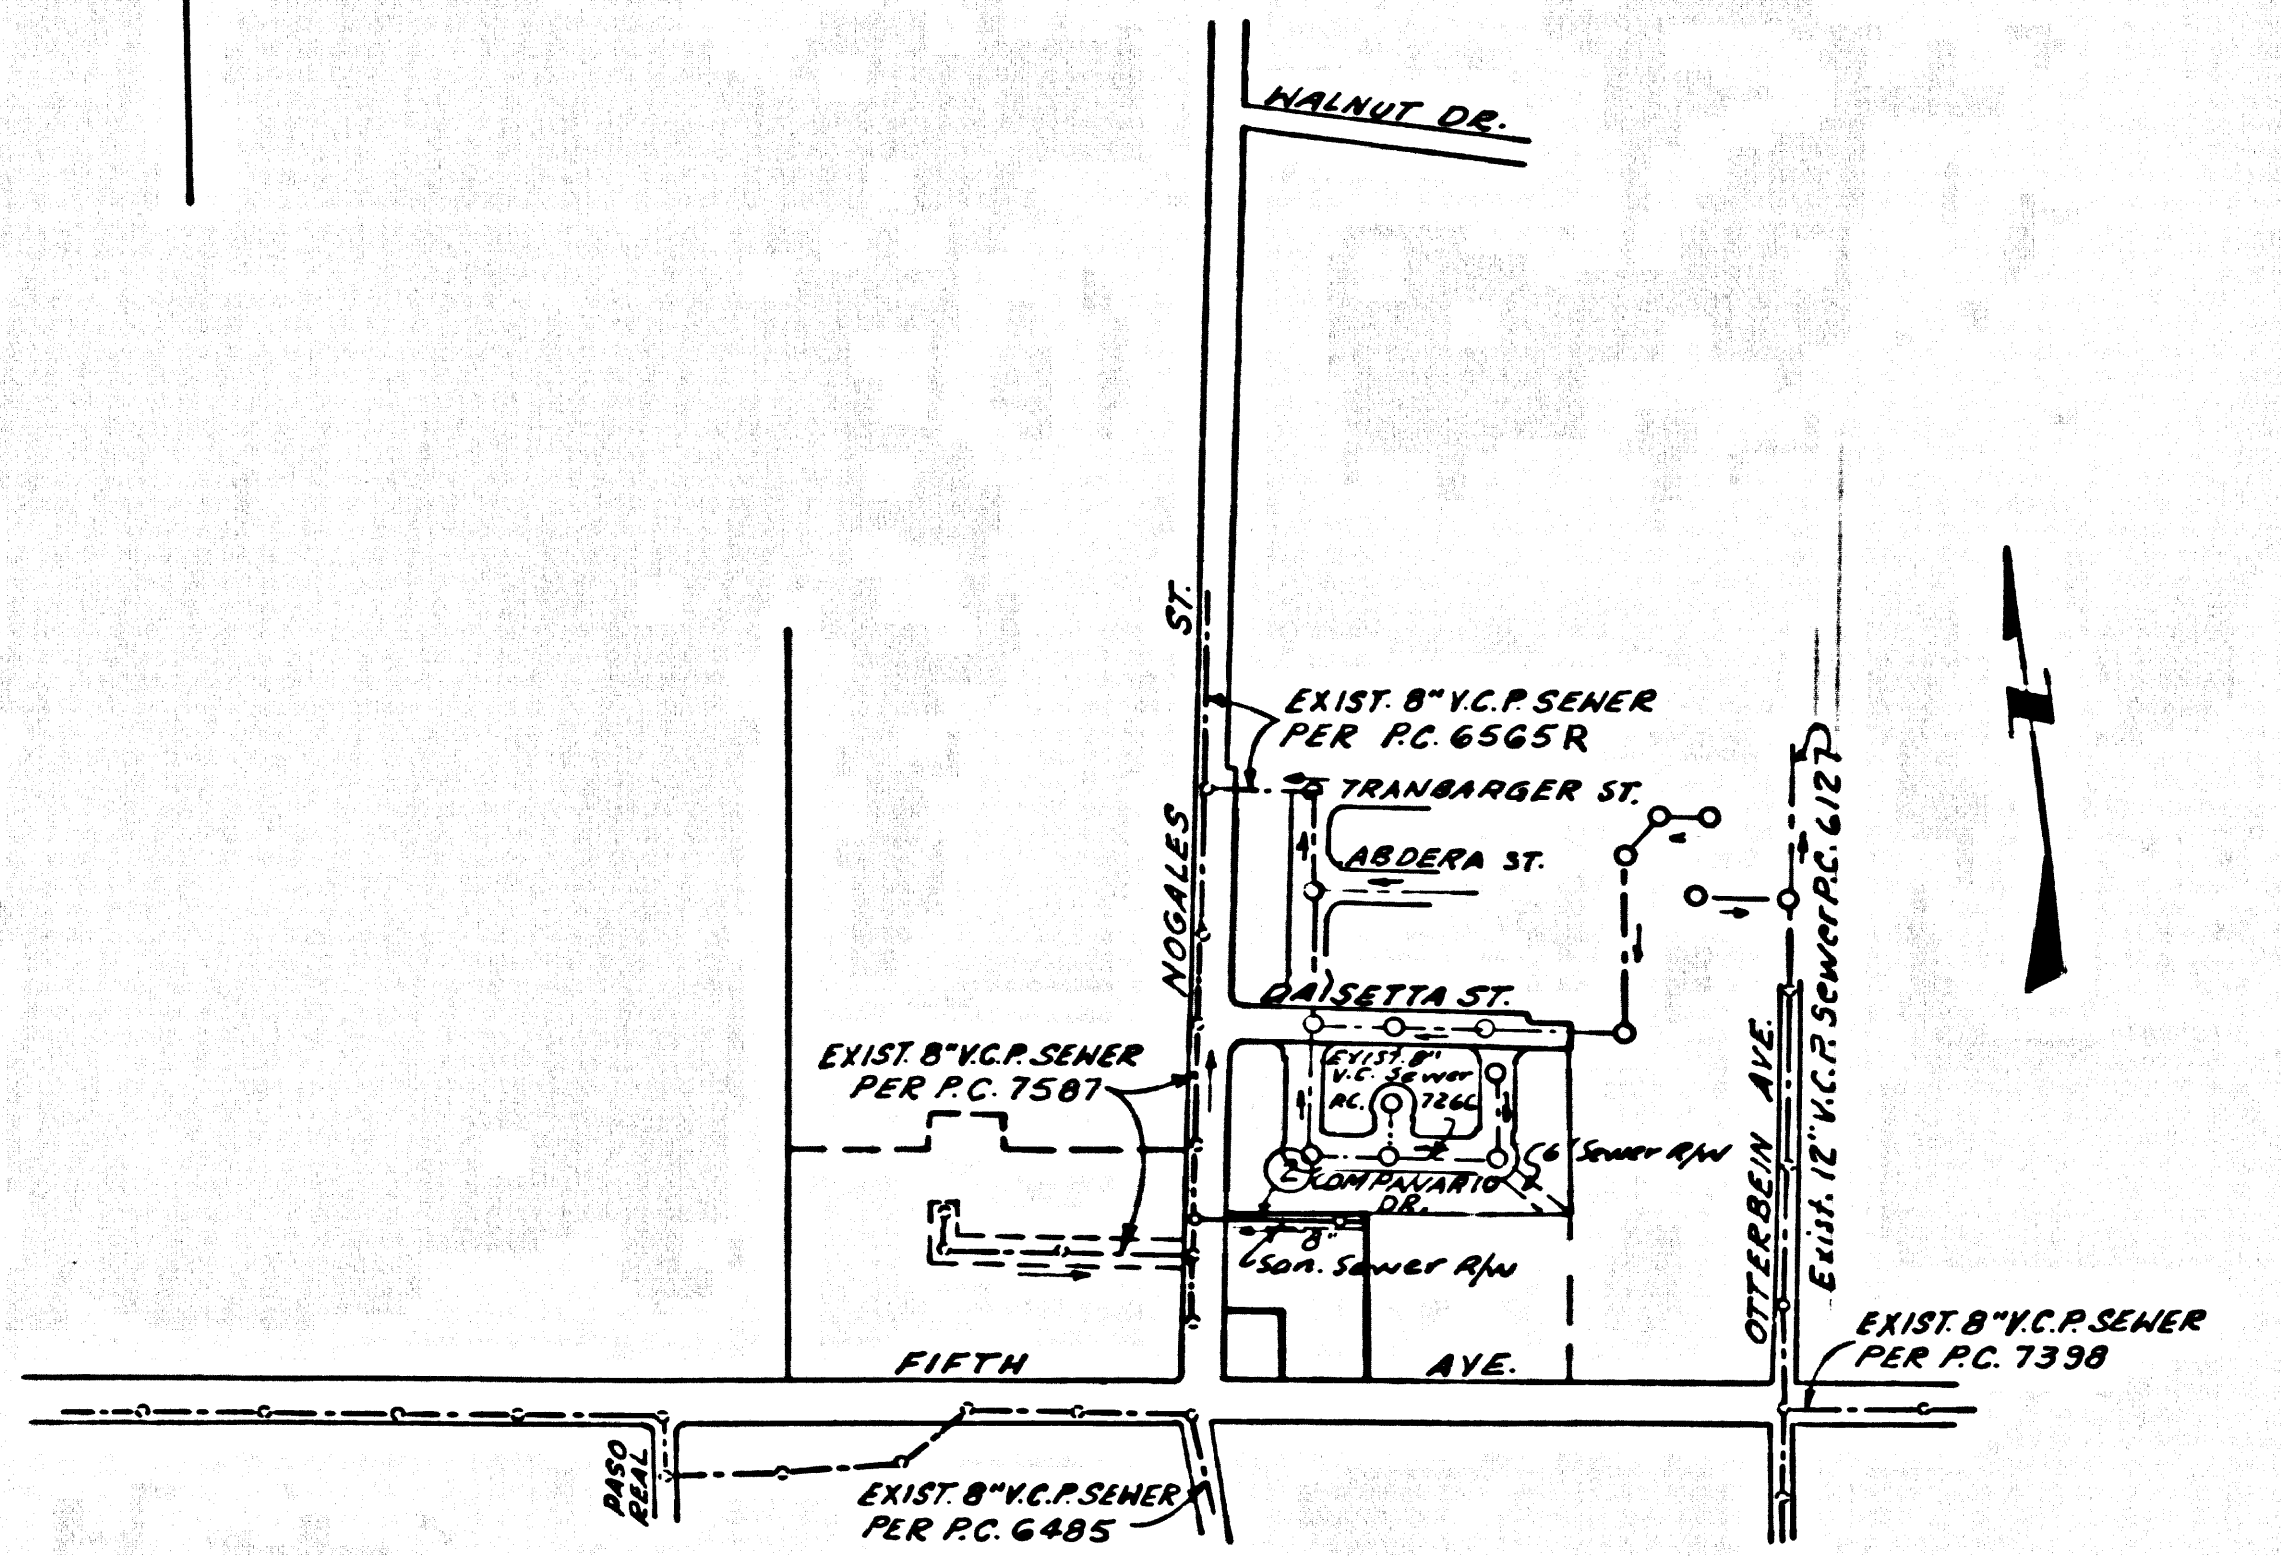 WALNUT DR.
NOGALES ST.
EXIST. 8" V.C.P. SEWER
PER P.C. 6565R
TRANBARGER ST.
ABDERA ST.
DAISETTA ST.
EXIST. 8" V.C.P. SEWER
PER P.C. 7587
EXIST. 8"
V.C. Sewer
P.C.
6' Sewer R/W
2
COMPANARIO
DR.
8"
San. Sewer R/W
OTTERBEIN AVE.
Exist. 12" V.C.P. Sewer P.C. 6127
N
EXIST. 8" V.C.P. SEWER
PER P.C. 7398
FIFTH AVE.
PASO
REAL
EXIST. 8" V.C.P. SEWER
PER P.C. 6485